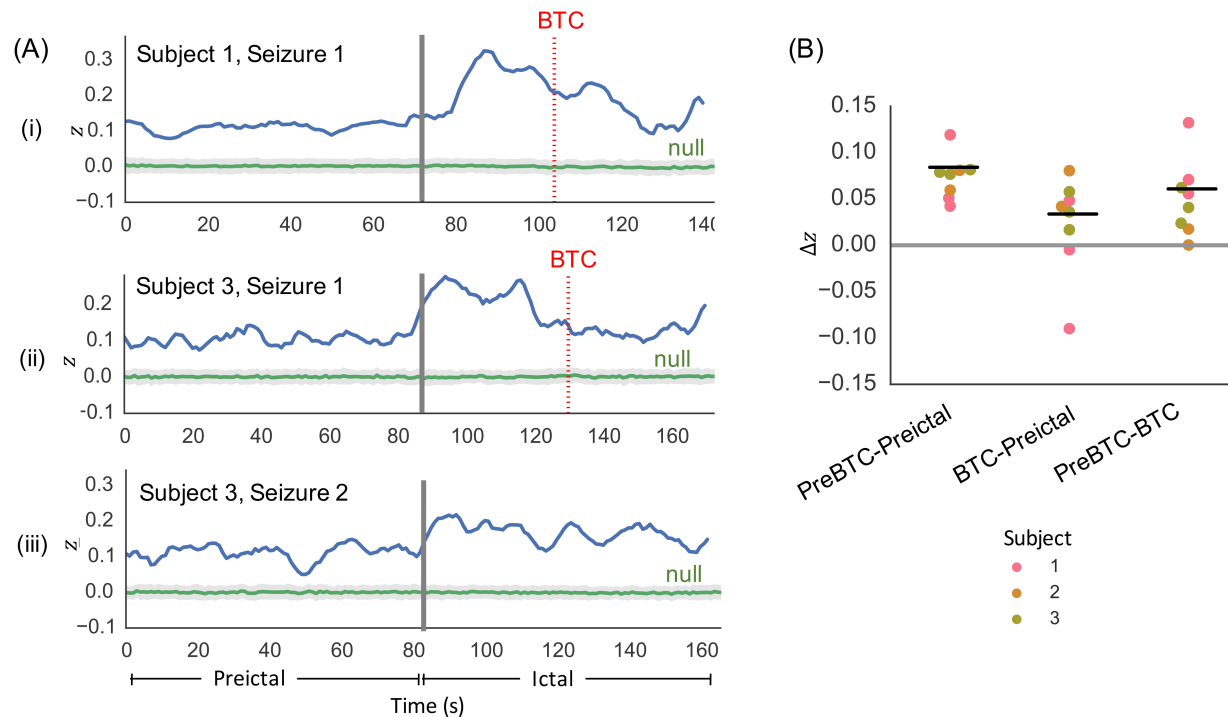 (A)
(i)
Subject 1, Seizure 1
BTC
z
0.3
0.2
0.1
0.0
−0.1
null
0 20 40 60 80 100 120 140
(ii)
Subject 3, Seizure 1
BTC
z
0.2
0.1
0.0
-0.1
null
0 20 40 60 80 100 120 140 160
(iii)
Subject 3, Seizure 2
z
0.3
0.2
0.1
0.0
−0.1
null
0 20 40 60 80 100 120 140 160
Preictal Ictal
Time (s)
(B)
Δz
0.15
0.10
0.05
0.00
−0.05
−0.10
−0.15
PreBTC-Preictal
BTC-Preictal
PreBTC-BTC
Subject
1
2
3